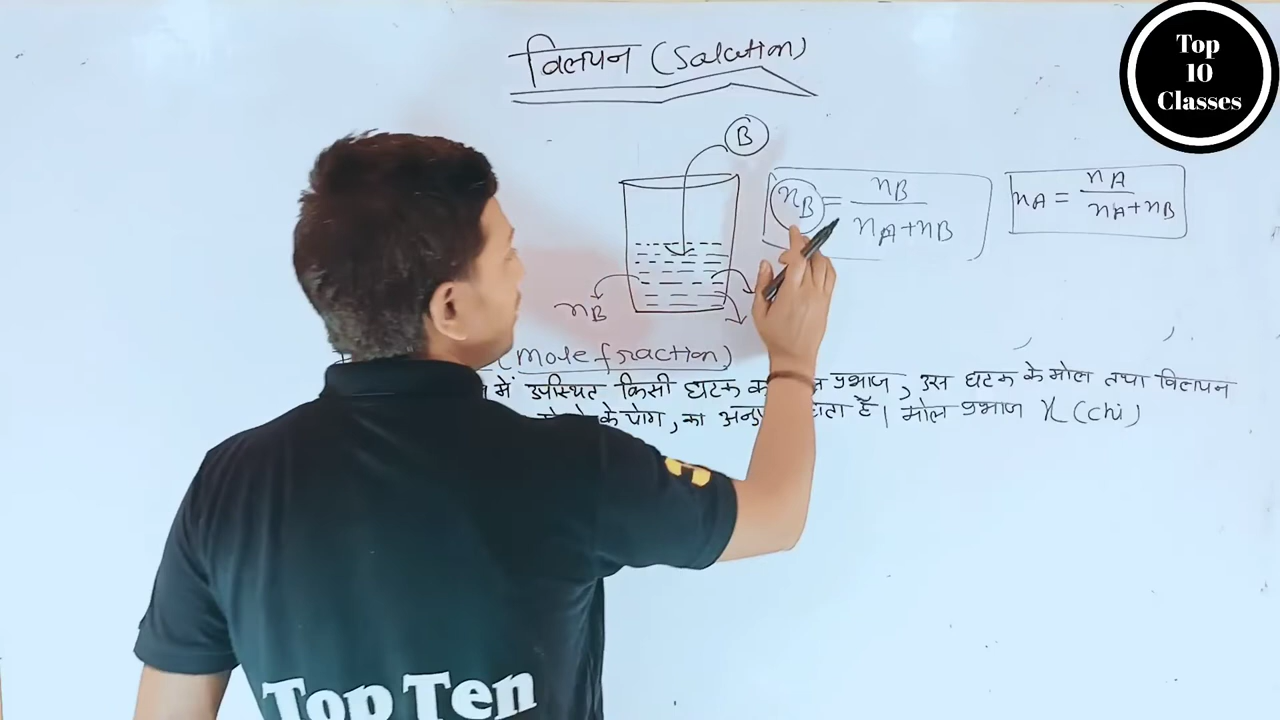 विलयन (Solution)
Top
10
Classes
B
nB = nB / nA+nB
nA = nA / nA+nB
nB
(mole fraction)
में उपस्थित किसी घटक प्रभाज, उस घटक के मोल तथा विलयन
के योग, का है। मोल प्रभाज χ (chi)
Top Ten